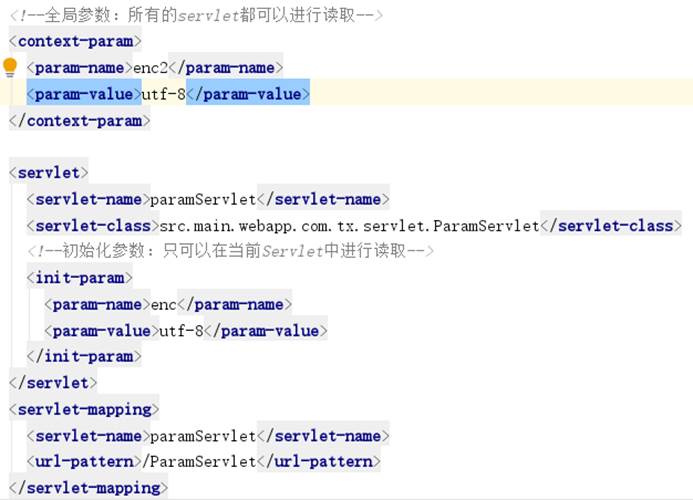 <!--全局参数：所有的servlet都可以进行读取-->
<context-param>
<param-name>enc2</param-name>
<param-value>utf-8</param-value>
</context-param>
<servlet>
<servlet-name>paramServlet</servlet-name>
<servlet-class>src.main.webapp.com.tx.servlet.ParamServlet</servlet-class>
<!--初始化参数：只可以在当前Servlet中进行读取-->
<init-param>
<param-name>enc</param-name>
<param-value>utf-8</param-value>
</init-param>
</servlet>
<servlet-mapping>
<servlet-name>paramServlet</servlet-name>
<url-pattern>/ParamServlet</url-pattern>
</servlet-mapping>